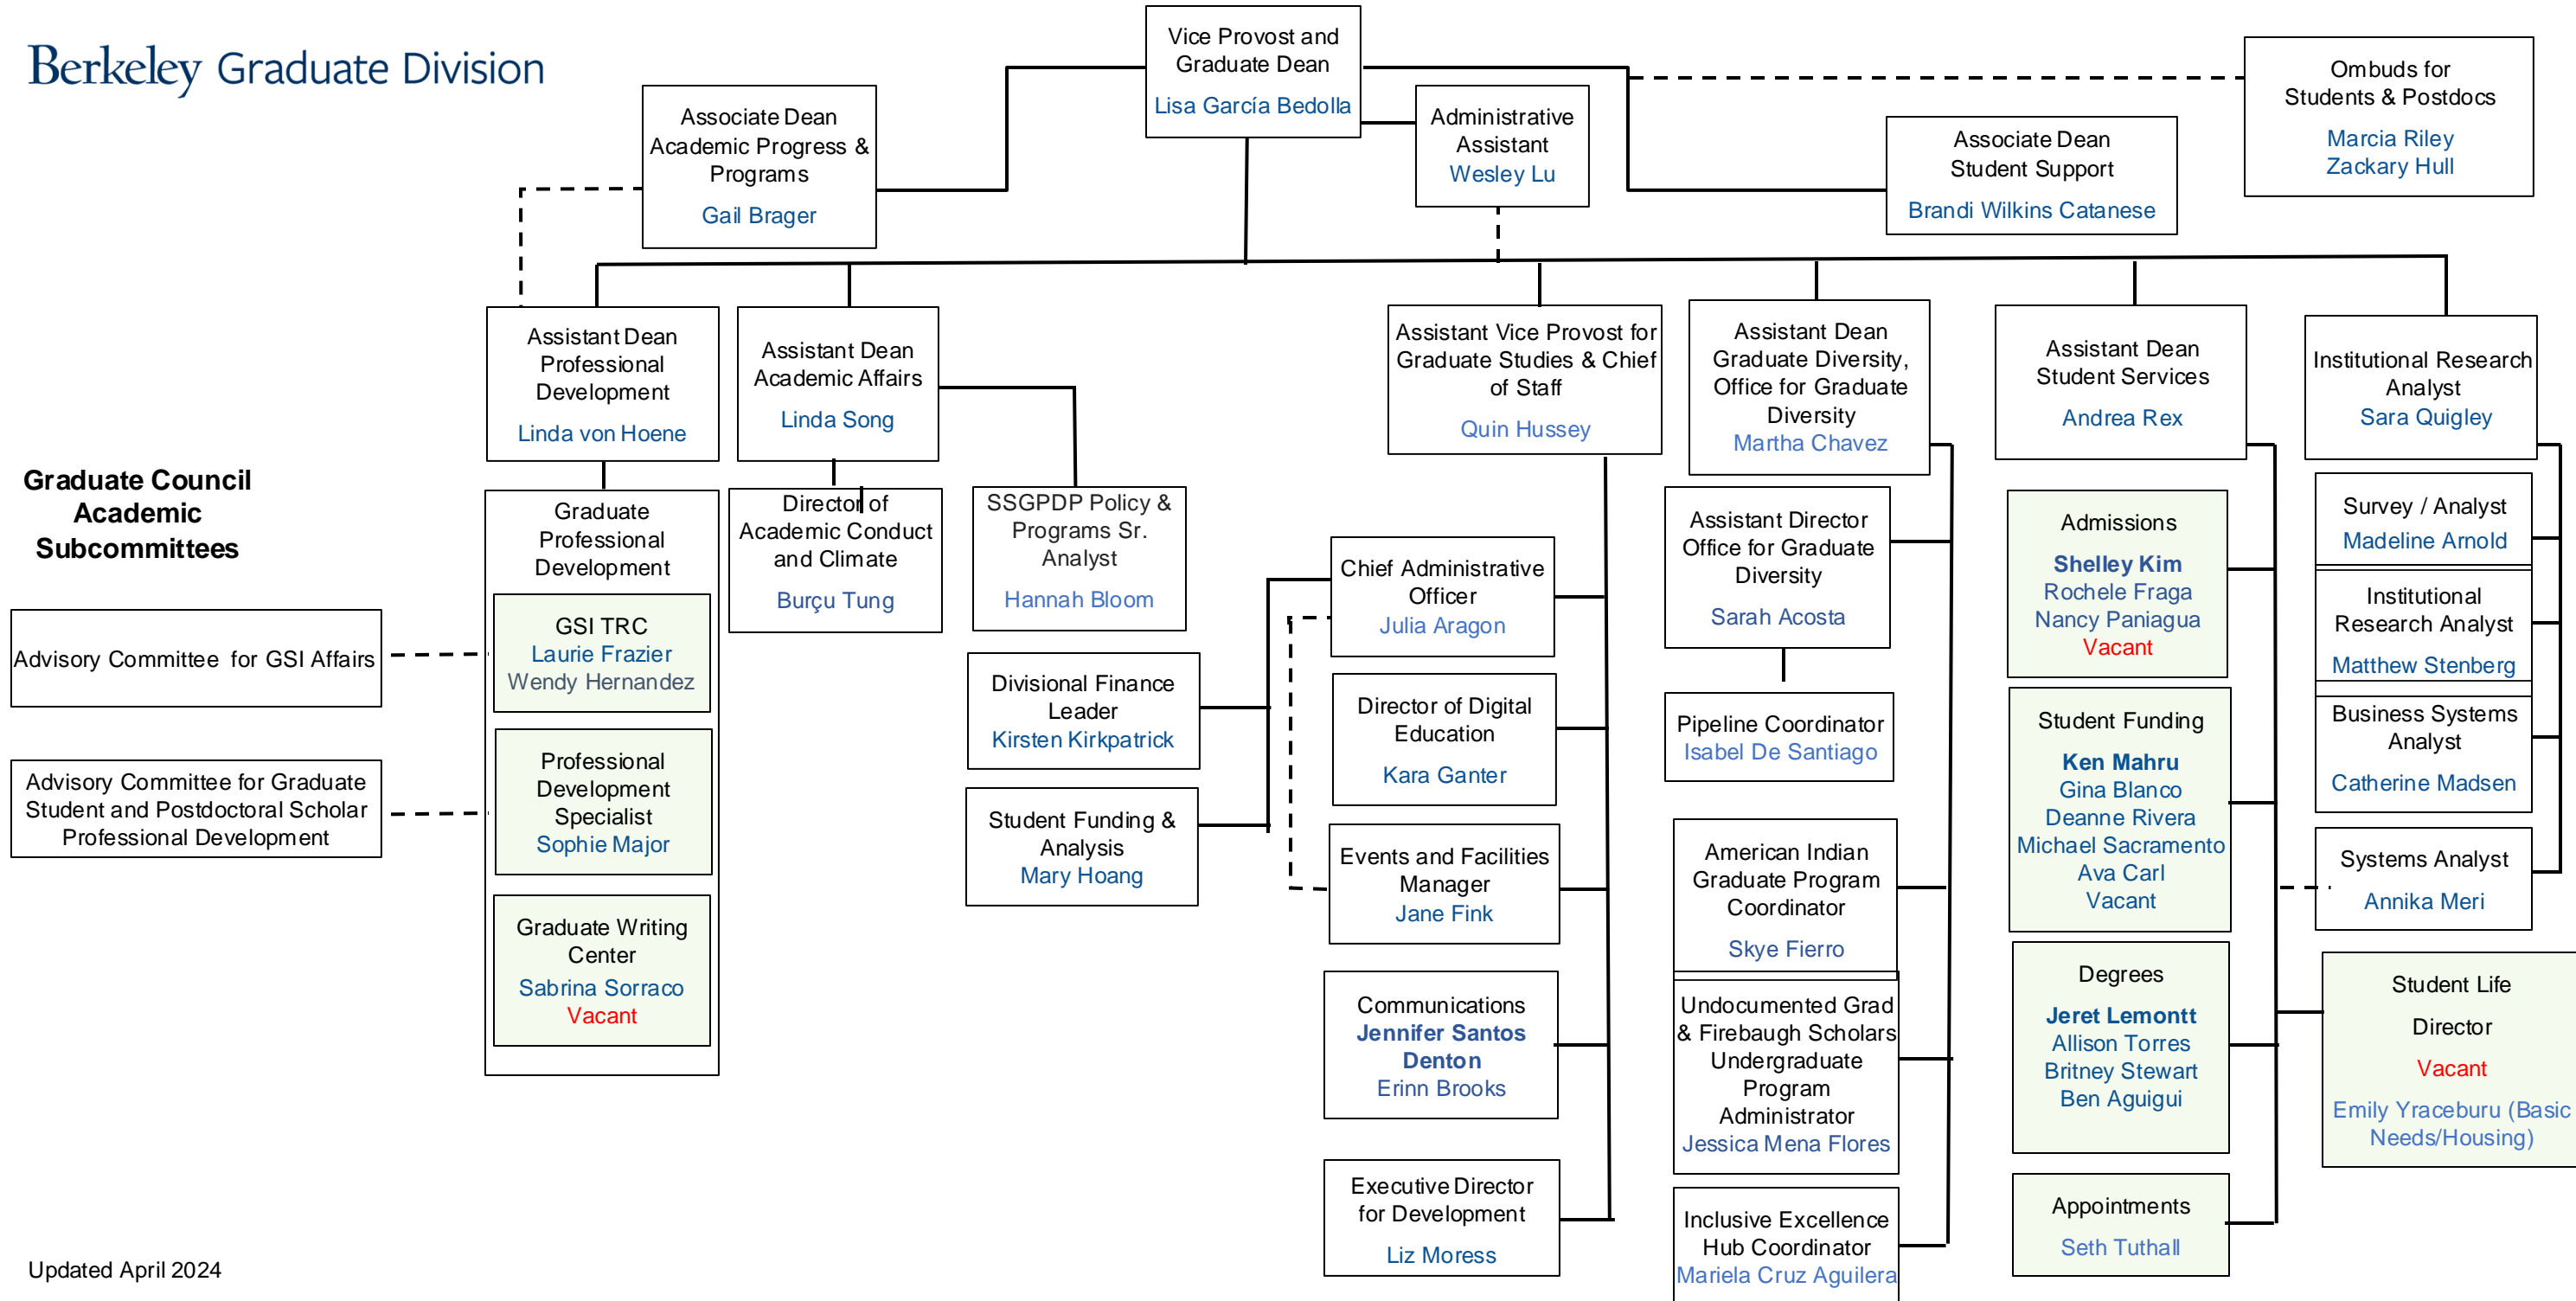 Berkeley Graduate Division
Vice Provost and
Graduate Dean
Lisa García Bedolla
Ombuds for
Students & Postdocs
Marcia Riley
Zackary Hull
Associate Dean
Academic Progress &
Programs
Gail Brager
Administrative
Assistant
Wesley Lu
Associate Dean
Student Support
Brandi Wilkins Catanese
Assistant Dean
Professional
Development
Linda von Hoene
Assistant Dean
Academic Affairs
Linda Song
Assistant Vice Provost for
Graduate Studies & Chief
of Staff
Quin Hussey
Assistant Dean
Graduate Diversity,
Office for Graduate
Diversity
Martha Chavez
Assistant Dean
Student Services
Andrea Rex
Institutional Research
Analyst
Sara Quigley
Graduate Council
Academic
Subcommittees
Advisory Committee for GSI Affairs
Advisory Committee for Graduate
Student and Postdoctoral Scholar
Professional Development
Graduate
Professional
Development
GSI TRC
Laurie Frazier
Wendy Hernandez
Professional
Development
Specialist
Sophie Major
Graduate Writing
Center
Sabrina Sorraco
Vacant
Director of
Academic Conduct
and Climate
Burçu Tung
SSGPDP Policy &
Programs Sr.
Analyst
Hannah Bloom
Divisional Finance
Leader
Kirsten Kirkpatrick
Student Funding &
Analysis
Mary Hoang
Chief Administrative
Officer
Julia Aragon
Director of Digital
Education
Kara Ganter
Events and Facilities
Manager
Jane Fink
Communications
Jennifer Santos
Denton
Erinn Brooks
Executive Director
for Development
Liz Moress
Assistant Director
Office for Graduate
Diversity
Sarah Acosta
Pipeline Coordinator
Isabel De Santiago
American Indian
Graduate Program
Coordinator
Skye Fierro
Undocumented Grad
& Firebaugh Scholars
Undergraduate
Program
Administrator
Jessica Mena Flores
Inclusive Excellence
Hub Coordinator
Mariela Cruz Aguilera
Admissions
Shelley Kim
Rochele Fraga
Nancy Paniagua
Vacant
Student Funding
Ken Mahru
Gina Blanco
Deanne Rivera
Michael Sacramento
Ava Carl
Vacant
Degrees
Jeret Lemontt
Allison Torres
Britney Stewart
Ben Aguigui
Appointments
Seth Tuthall
Survey / Analyst
Madeline Arnold
Institutional
Research Analyst
Matthew Stenberg
Business Systems
Analyst
Catherine Madsen
Systems Analyst
Annika Meri
Student Life
Director
Vacant
Emily Yraceburu (Basic
Needs/Housing)
Updated April 2024